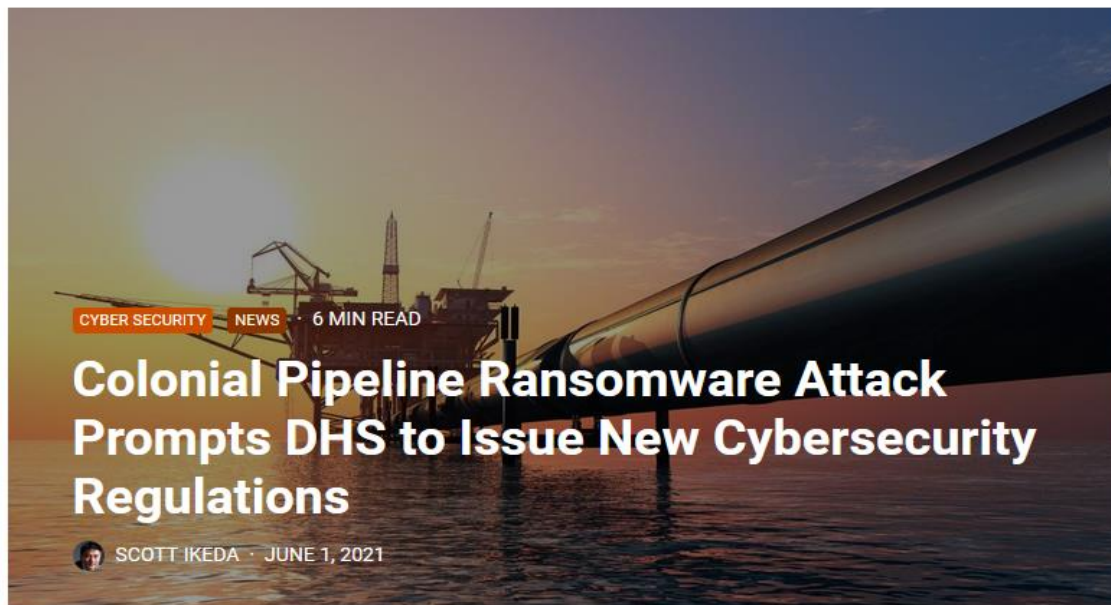 CYBER SECURITY NEWS · 6 MIN READ
Colonial Pipeline Ransomware Attack
Prompts DHS to Issue New Cybersecurity
Regulations
SCOTT IKEDA · JUNE 1, 2021